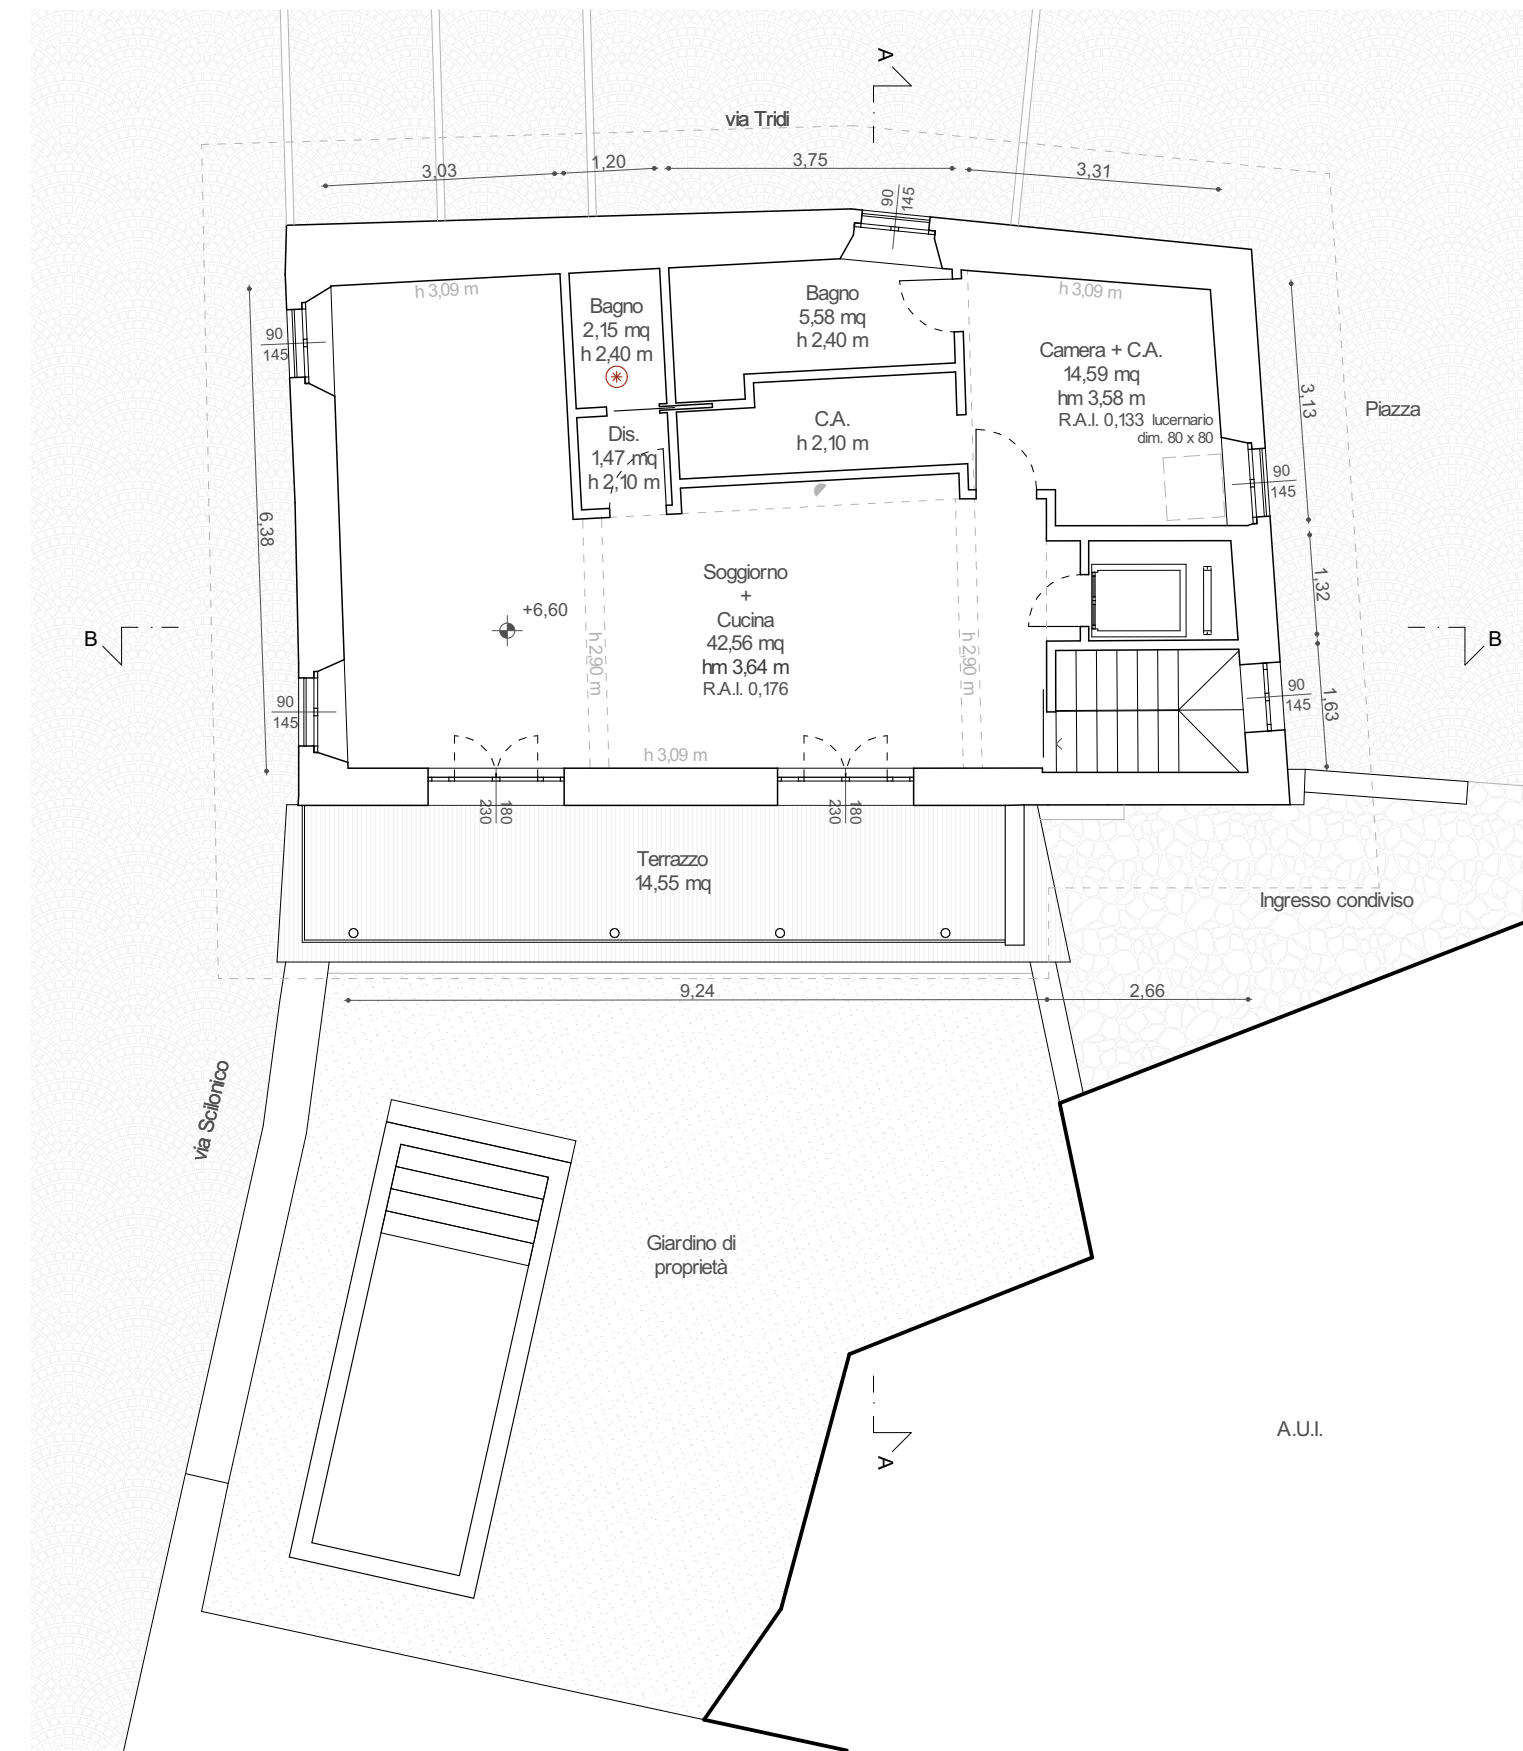 A
via Tridi
3,03
1,20
3,75
3,31
90
145
h 3,09 m
Bagno
2,15 mq
h 2,40 m
Bagno
5,58 mq
h 2,40 m
h 3,09 m
Camera + C.A.
14,59 mq
hm 3,58 m
R.A.I. 0,133 lucernario
dim. 80 x 80
90
145
3,13
Piazza
Dis.
1,47 mq
h 2,10 m
C.A.
h 2,10 m
90
145
6,38
Soggiorno
+
Cucina
42,56 mq
hm 3,64 m
R.A.I. 0,176
+6,60
h 2,90 m
h 2,90 m
1,32
B
B
90
145
90
145
1,63
h 3,09 m
180
230
180
230
Terrazzo
14,55 mq
Ingresso condiviso
9,24
2,66
via Scilonico
Giardino di
proprietà
A
A.U.I.